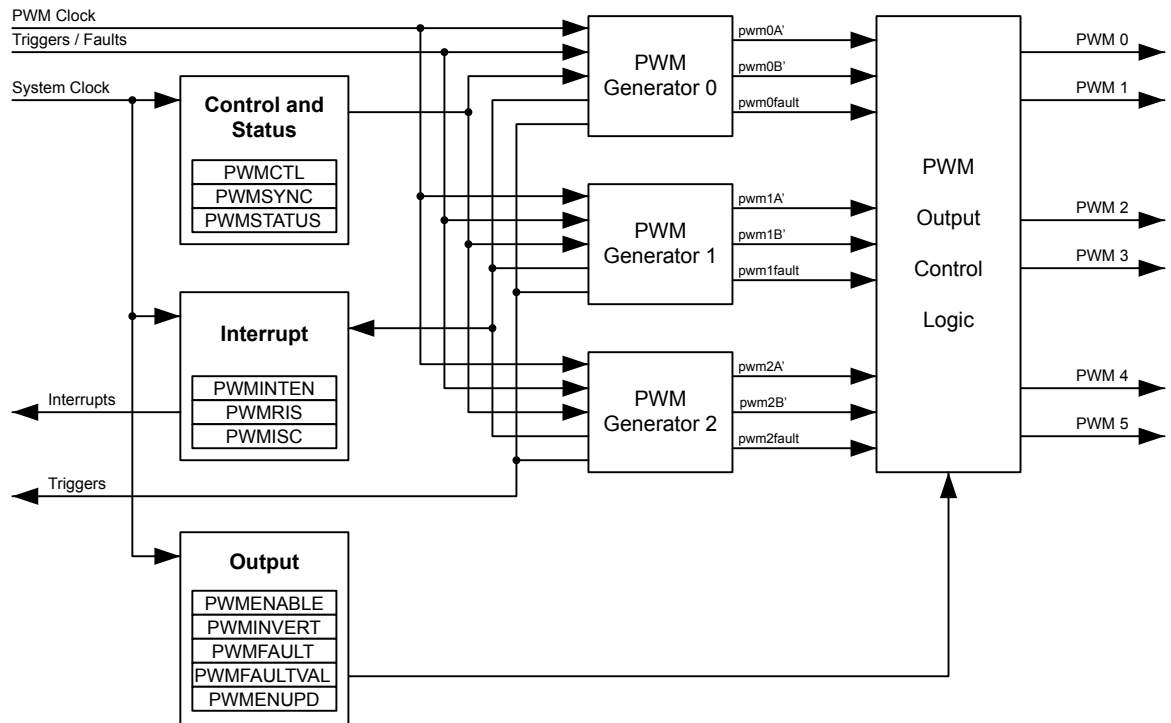 PWM Clock
Triggers / Faults
System Clock
Control and
Status
PWMCTL
PWMSYNC
PWMSTATUS
Interrupt
PWMINTEN
PWMRIS
PWMISC
Interrupts
Triggers
Output
PWMENABLE
PWMINVERT
PWMFAULT
PWMFAULTVAL
PWMENUPD
PWM
Generator 0
pwm0A'
pwm0B'
pwm0fault
PWM
Generator 1
pwm1A'
pwm1B'
pwm1fault
PWM
Generator 2
pwm2A'
pwm2B'
pwm2fault
PWM
Output
Control
Logic
PWM 0
PWM 1
PWM 2
PWM 3
PWM 4
PWM 5